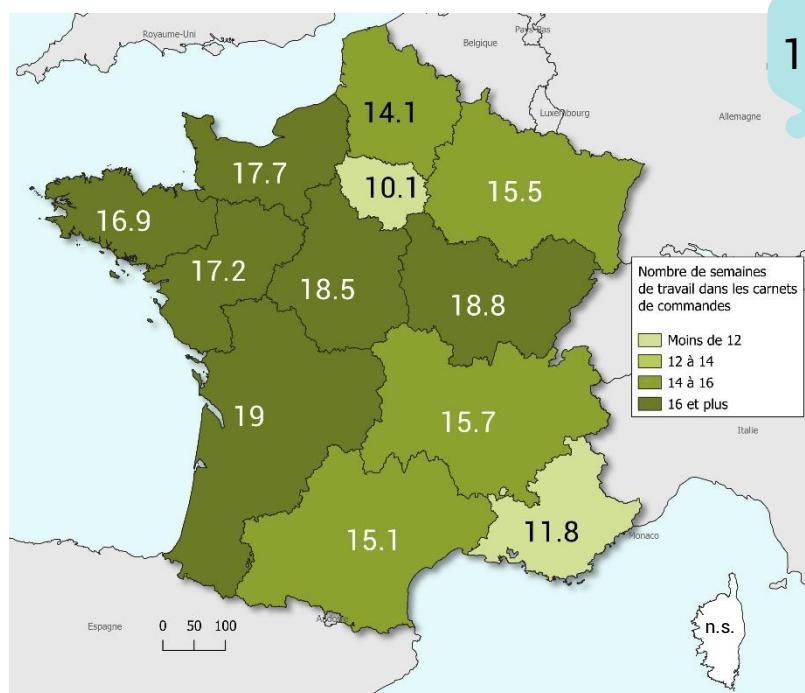 Royaume-Uni
Belgique
Pays-Bas
1
Luxembourg
Allemagne
14.1
17.7
10.1
15.5
16.9
17.2
18.5
18.8
Nombre de semaines
de travail dans les carnets
de commandes
Moins de 12
12 à 14
14 à 16
16 et plus
19
15.7
Italie
15.1
11.8
Monaco
Espagne
0 50 100
Andorre
n.s.